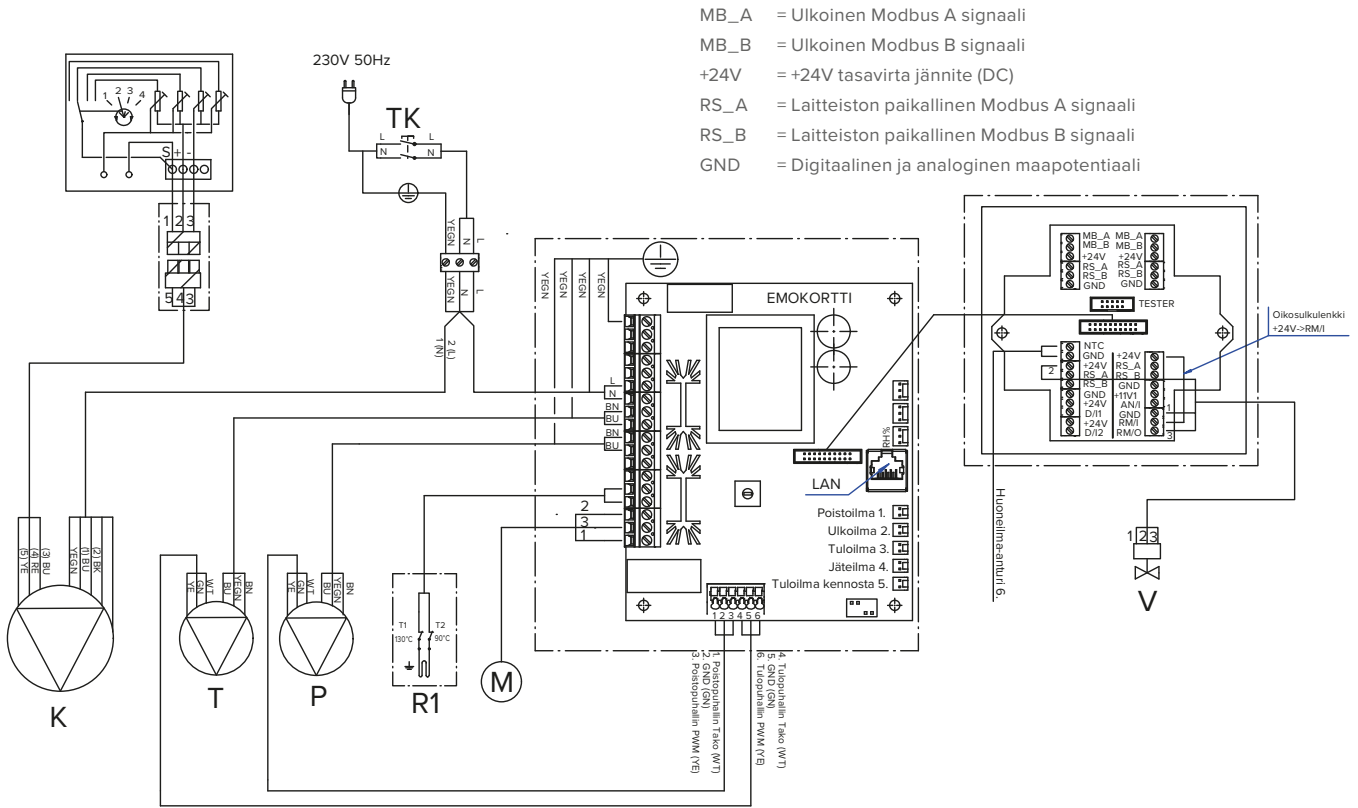 MB_A = Ulkoinen Modbus A signaali
MB_B = Ulkoinen Modbus B signaali
+24V = +24V tasavirta jännite (DC)
RS_A = Laitteiston paikallinen Modbus A signaali
RS_B = Laitteiston paikallinen Modbus B signaali
GND = Digitaalinen ja analoginen maapotentiaali
230V 50Hz
TK
L
N
L
N
1 2 3 4
S + -
1 2 3
5 4 3
YEGN
N
L
YEGN
N
L
2 (L)
1 (N)
YEGN
YEGN
YEGN
YEGN
EMOKORTTI
L
N
BN
BU
BN
BU
2
3
1
RH%
LAN
Poistoilma 1.
Ulkoilma 2.
Tuloilma 3.
Jäteilma 4.
Tuloilma kennosta 5.
1 2 3 4 5 6
1. Poistopuhallin Tako (WT)
2. GND (GN)
3. Poistopuhallin PWM (YE)
4. Tulopuhallin Tako (WT)
5. GND (GN)
6. Tulopuhallin PWM (YE)
MB_A MB_A
MB_B MB_B
+24V +24V
RS_A RS_A
RS_B RS_B
GND GND
TESTER
NTC
GND
+24V
RS_A
RS_B
GND
+24V
D/I1
+24V
D/I2
+24V
RS_A
RS_B
GND
+11V1
AN/I
GND
RM/I
RM/O
2
1
3
Oikosulkulenkki
+24V->RM/I
Huoneilma-anturi 6.
1 2 3
V
(5) YE
(4) RE
(3) BU
YEGN
(1) BU
(2) BK
K
YE
GN
WT
BU
YEGN
BN
T
YE
GN
WT
BU
YEGN
BN
P
T1
130°C
T2
90°C
R1
M